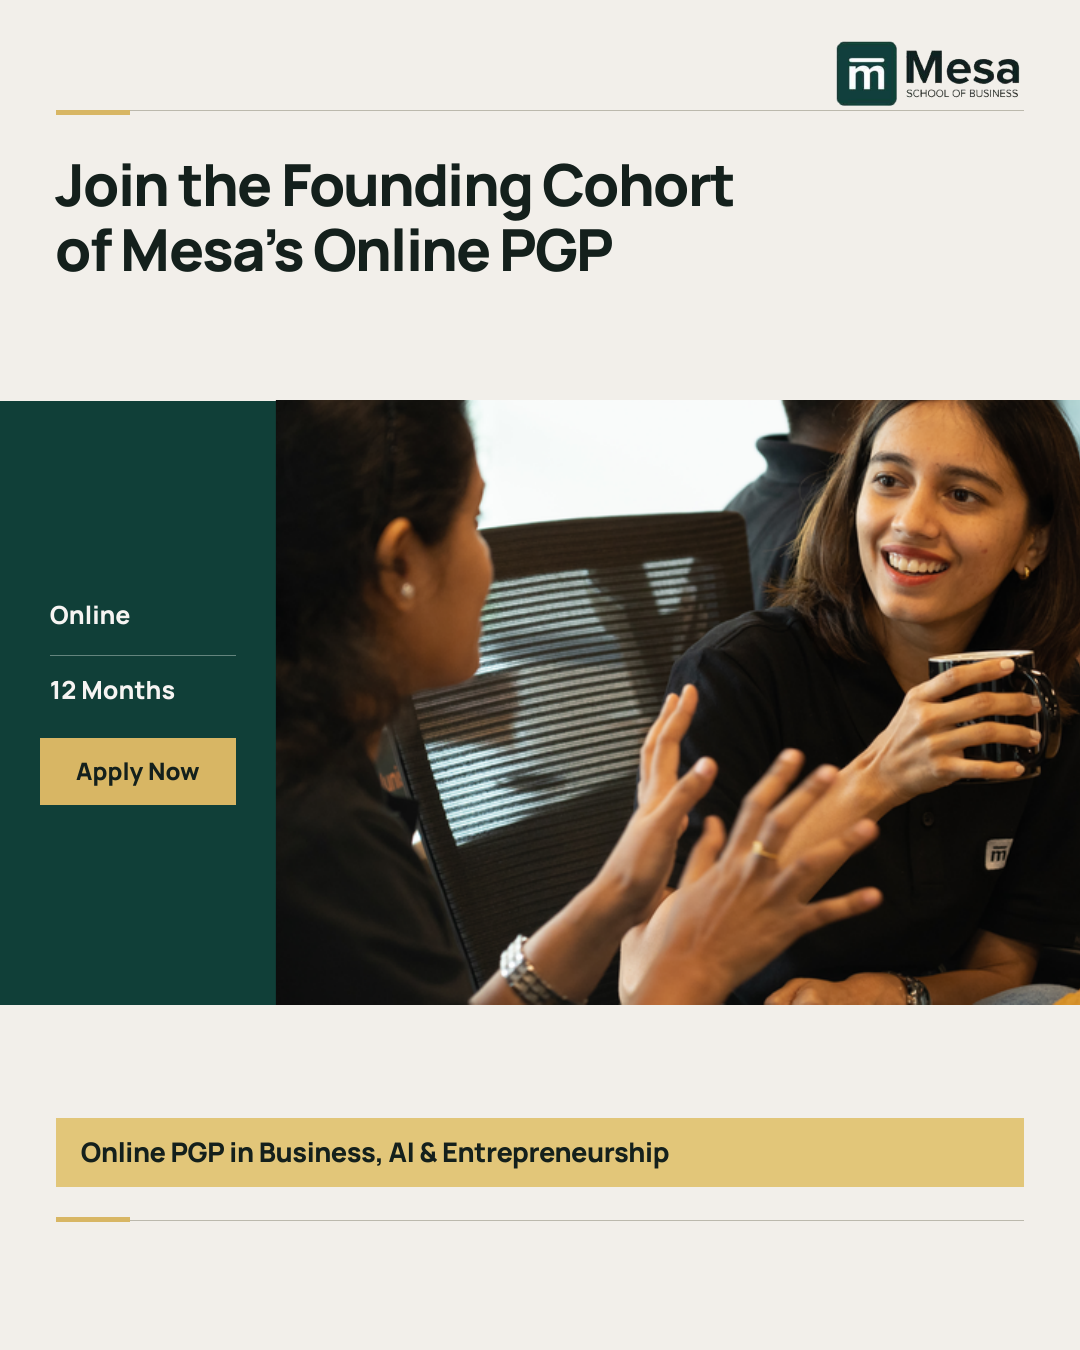 m Mesa
SCHOOL OF BUSINESS
Join the Founding Cohort
of Mesa’s Online PGP
Online
12 Months
Apply Now
m
Online PGP in Business, AI & Entrepreneurship